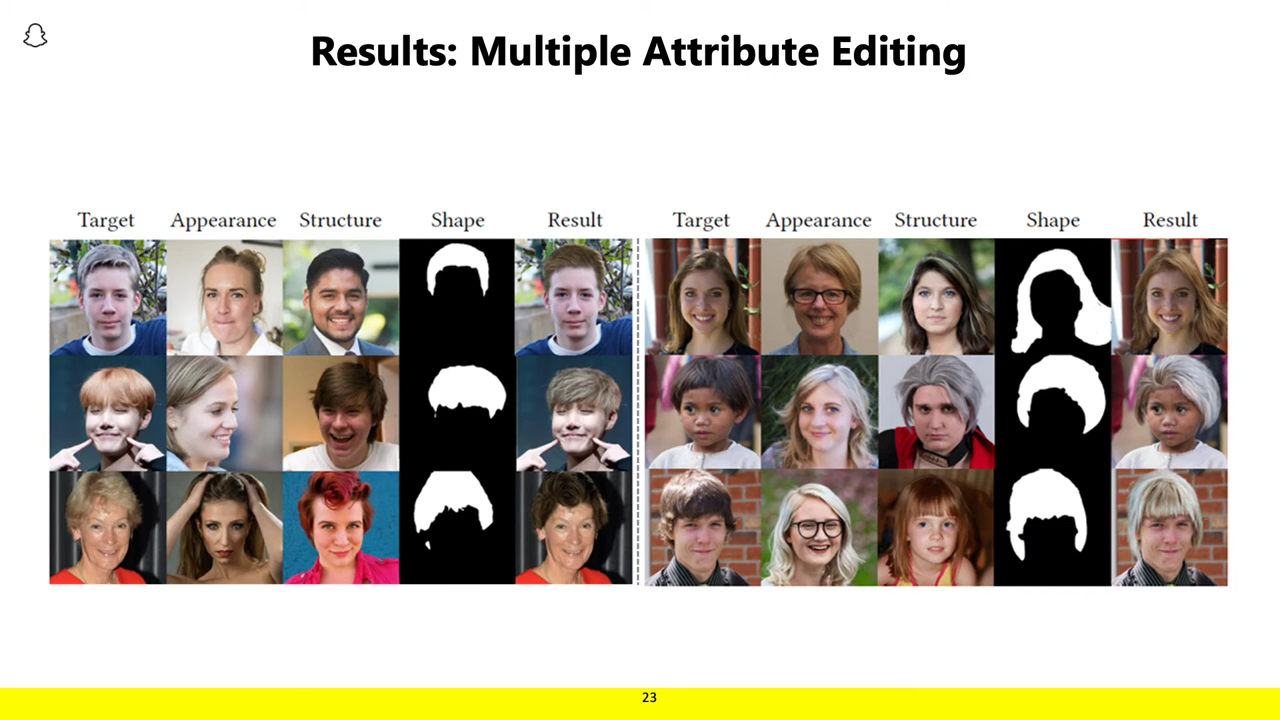 Results: Multiple Attribute Editing
Target Appearance Structure Shape Result Target Appearance Structure Shape Result
23